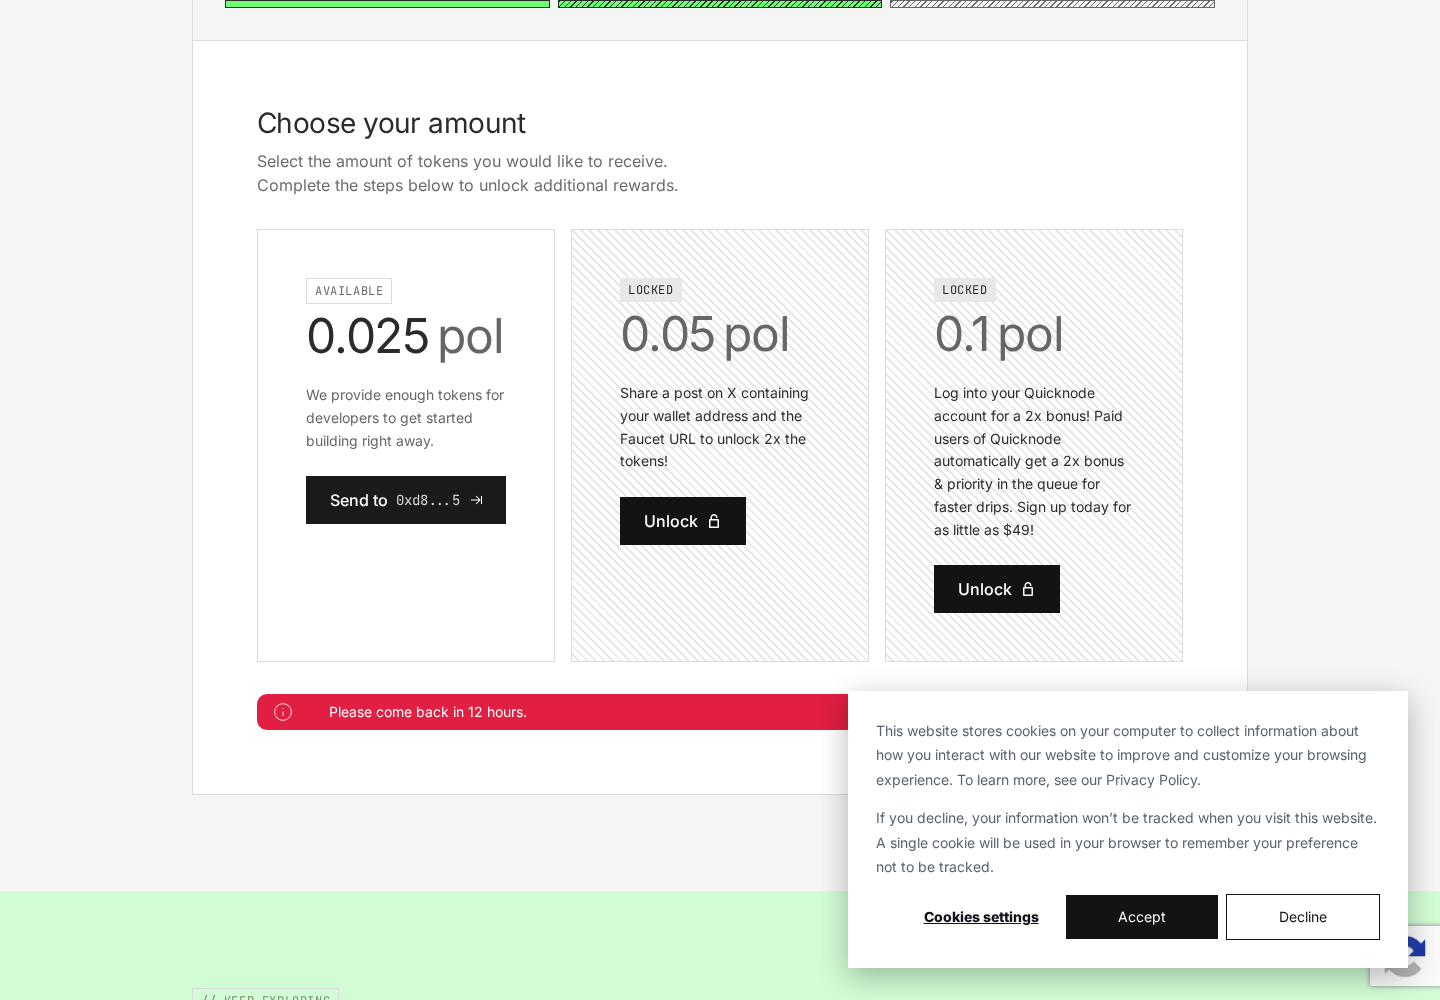 Choose your amount
Select the amount of tokens you would like to receive.
Complete the steps below to unlock additional rewards.
AVAILABLE
0.025 pol
We provide enough tokens for
developers to get started
building right away.
Send to 0xd8...5
LOCKED
0.05 pol
Share a post on X containing
your wallet address and the
Faucet URL to unlock 2x the
tokens!
Unlock
LOCKED
0.1 pol
Log into your Quicknode
account for a 2x bonus! Paid
users of Quicknode
automatically get a 2x bonus
& priority in the queue for
faster drips. Sign up today for
as little as $49!
Unlock
Please come back in 12 hours.
This website stores cookies on your computer to collect information about
how you interact with our website to improve and customize your browsing
experience. To learn more, see our Privacy Policy.
If you decline, your information won’t be tracked when you visit this website.
A single cookie will be used in your browser to remember your preference
not to be tracked.
Cookies settings
Accept
Decline
// KEEP EXPLORING